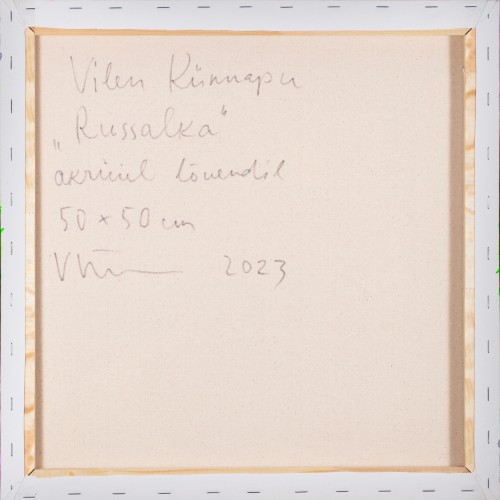 Vilen Künnapu
„Russalka“
akrüül lõuendil
50 x 50 cm
2023